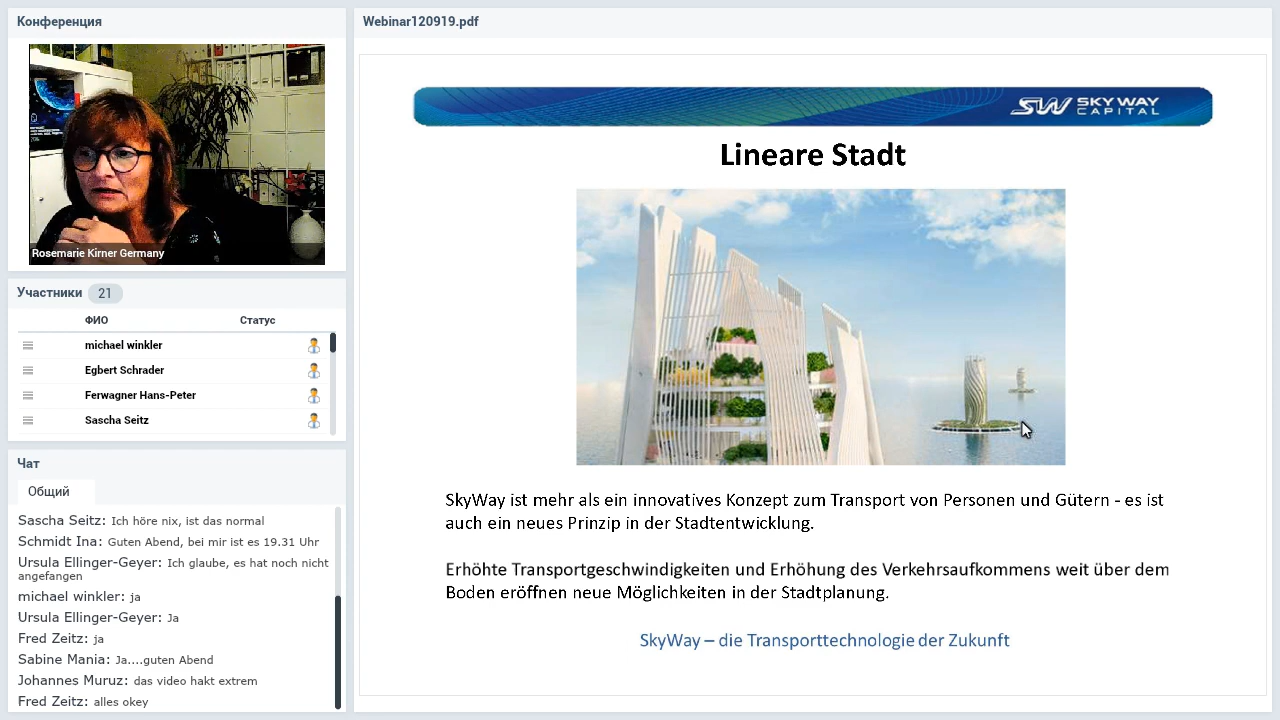 Конференция
Rosemarie Kirner Germany
Участники 21
ФИО Статус
michael winkler
Egbert Schrader
Ferwagner Hans-Peter
Sascha Seitz
Чат
Общий
Sascha Seitz: Ich höre nix, ist das normal
Schmidt Ina: Guten Abend, bei mir ist es 19.31 Uhr
Ursula Ellinger-Geyer: Ich glaube, es hat noch nicht
angefangen
michael winkler: ja
Ursula Ellinger-Geyer: Ja
Fred Zeitz: ja
Sabine Mania: Ja....guten Abend
Johannes Muruz: das video hakt extrem
Fred Zeitz: alles okey
Webinar120919.pdf
SW SKY WAY
CAPITAL
Lineare Stadt
SkyWay ist mehr als ein innovatives Konzept zum Transport von Personen und Gütern - es ist
auch ein neues Prinzip in der Stadtentwicklung.
Erhöhte Transportgeschwindigkeiten und Erhöhung des Verkehrsaufkommens weit über dem
Boden eröffnen neue Möglichkeiten in der Stadtplanung.
SkyWay – die Transporttechnologie der Zukunft